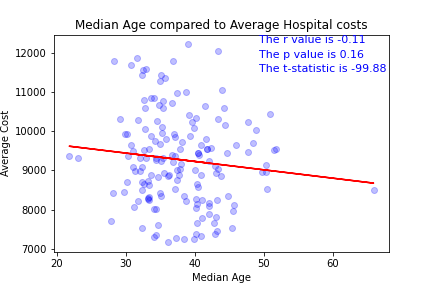 Median Age compared to Average Hospital costs
The r value is -0.11
The p value is 0.16
The t-statistic is -99.88
12000
11000
10000
9000
8000
7000
Average Cost
20 30 40 50 60
Median Age